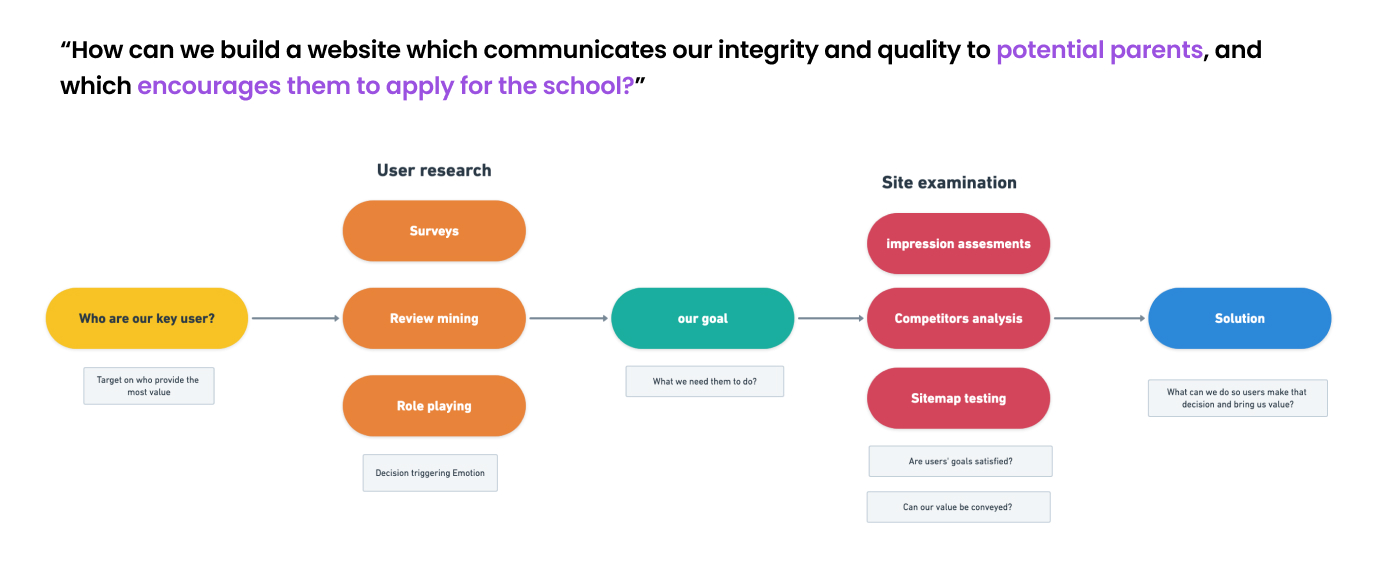 “How can we build a website which communicates our integrity and quality to potential parents, and
which encourages them to apply for the school?”
User research
Surveys
Review mining
Role playing
Decision triggering Emotion
Who are our key user?
Target on who provide the
most value
our goal
What we need them to do?
Site examination
impression assesments
Competitors analysis
Sitemap testing
Are users' goals satisfied?
Can our value be conveyed?
Solution
What can we do so users make that
decision and bring us value?